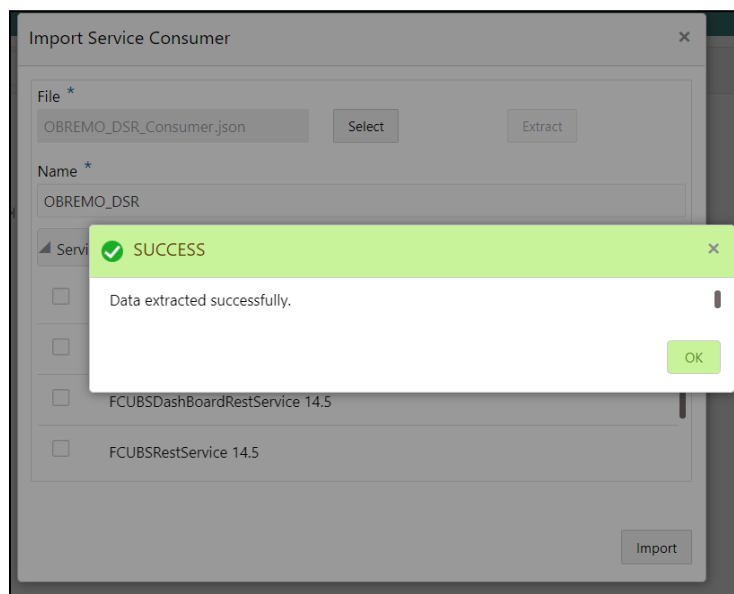 Import Service Consumer
File *
OBREMO_DSR_Consumer.json Select Extract
Name *
OBREMO_DSR
Servi
SUCCESS
Data extracted successfully.
OK
FCUBSDashBoardRestService 14.5
FCUBSRestService 14.5
Import